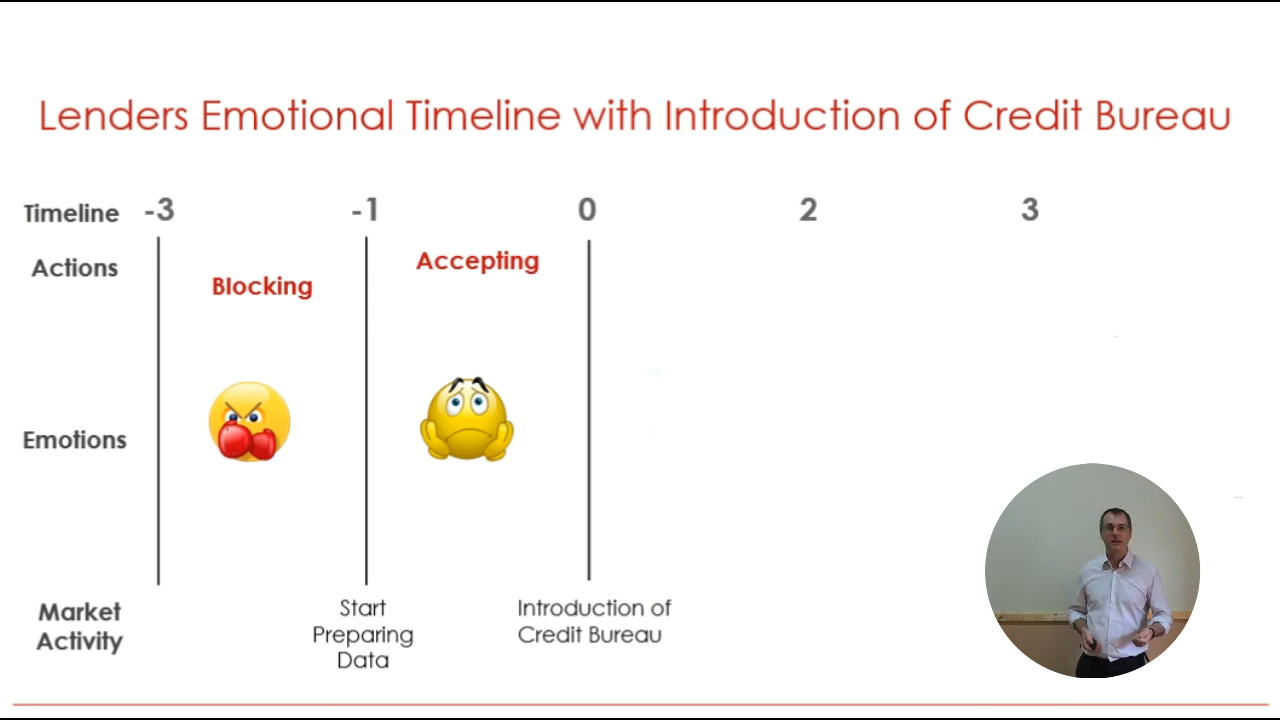 Lenders Emotional Timeline with Introduction of Credit Bureau
Timeline -3 -1 0 2 3
Actions
Blocking
Accepting
Emotions
Market
Activity
Start
Preparing
Data
Introduction of
Credit Bureau